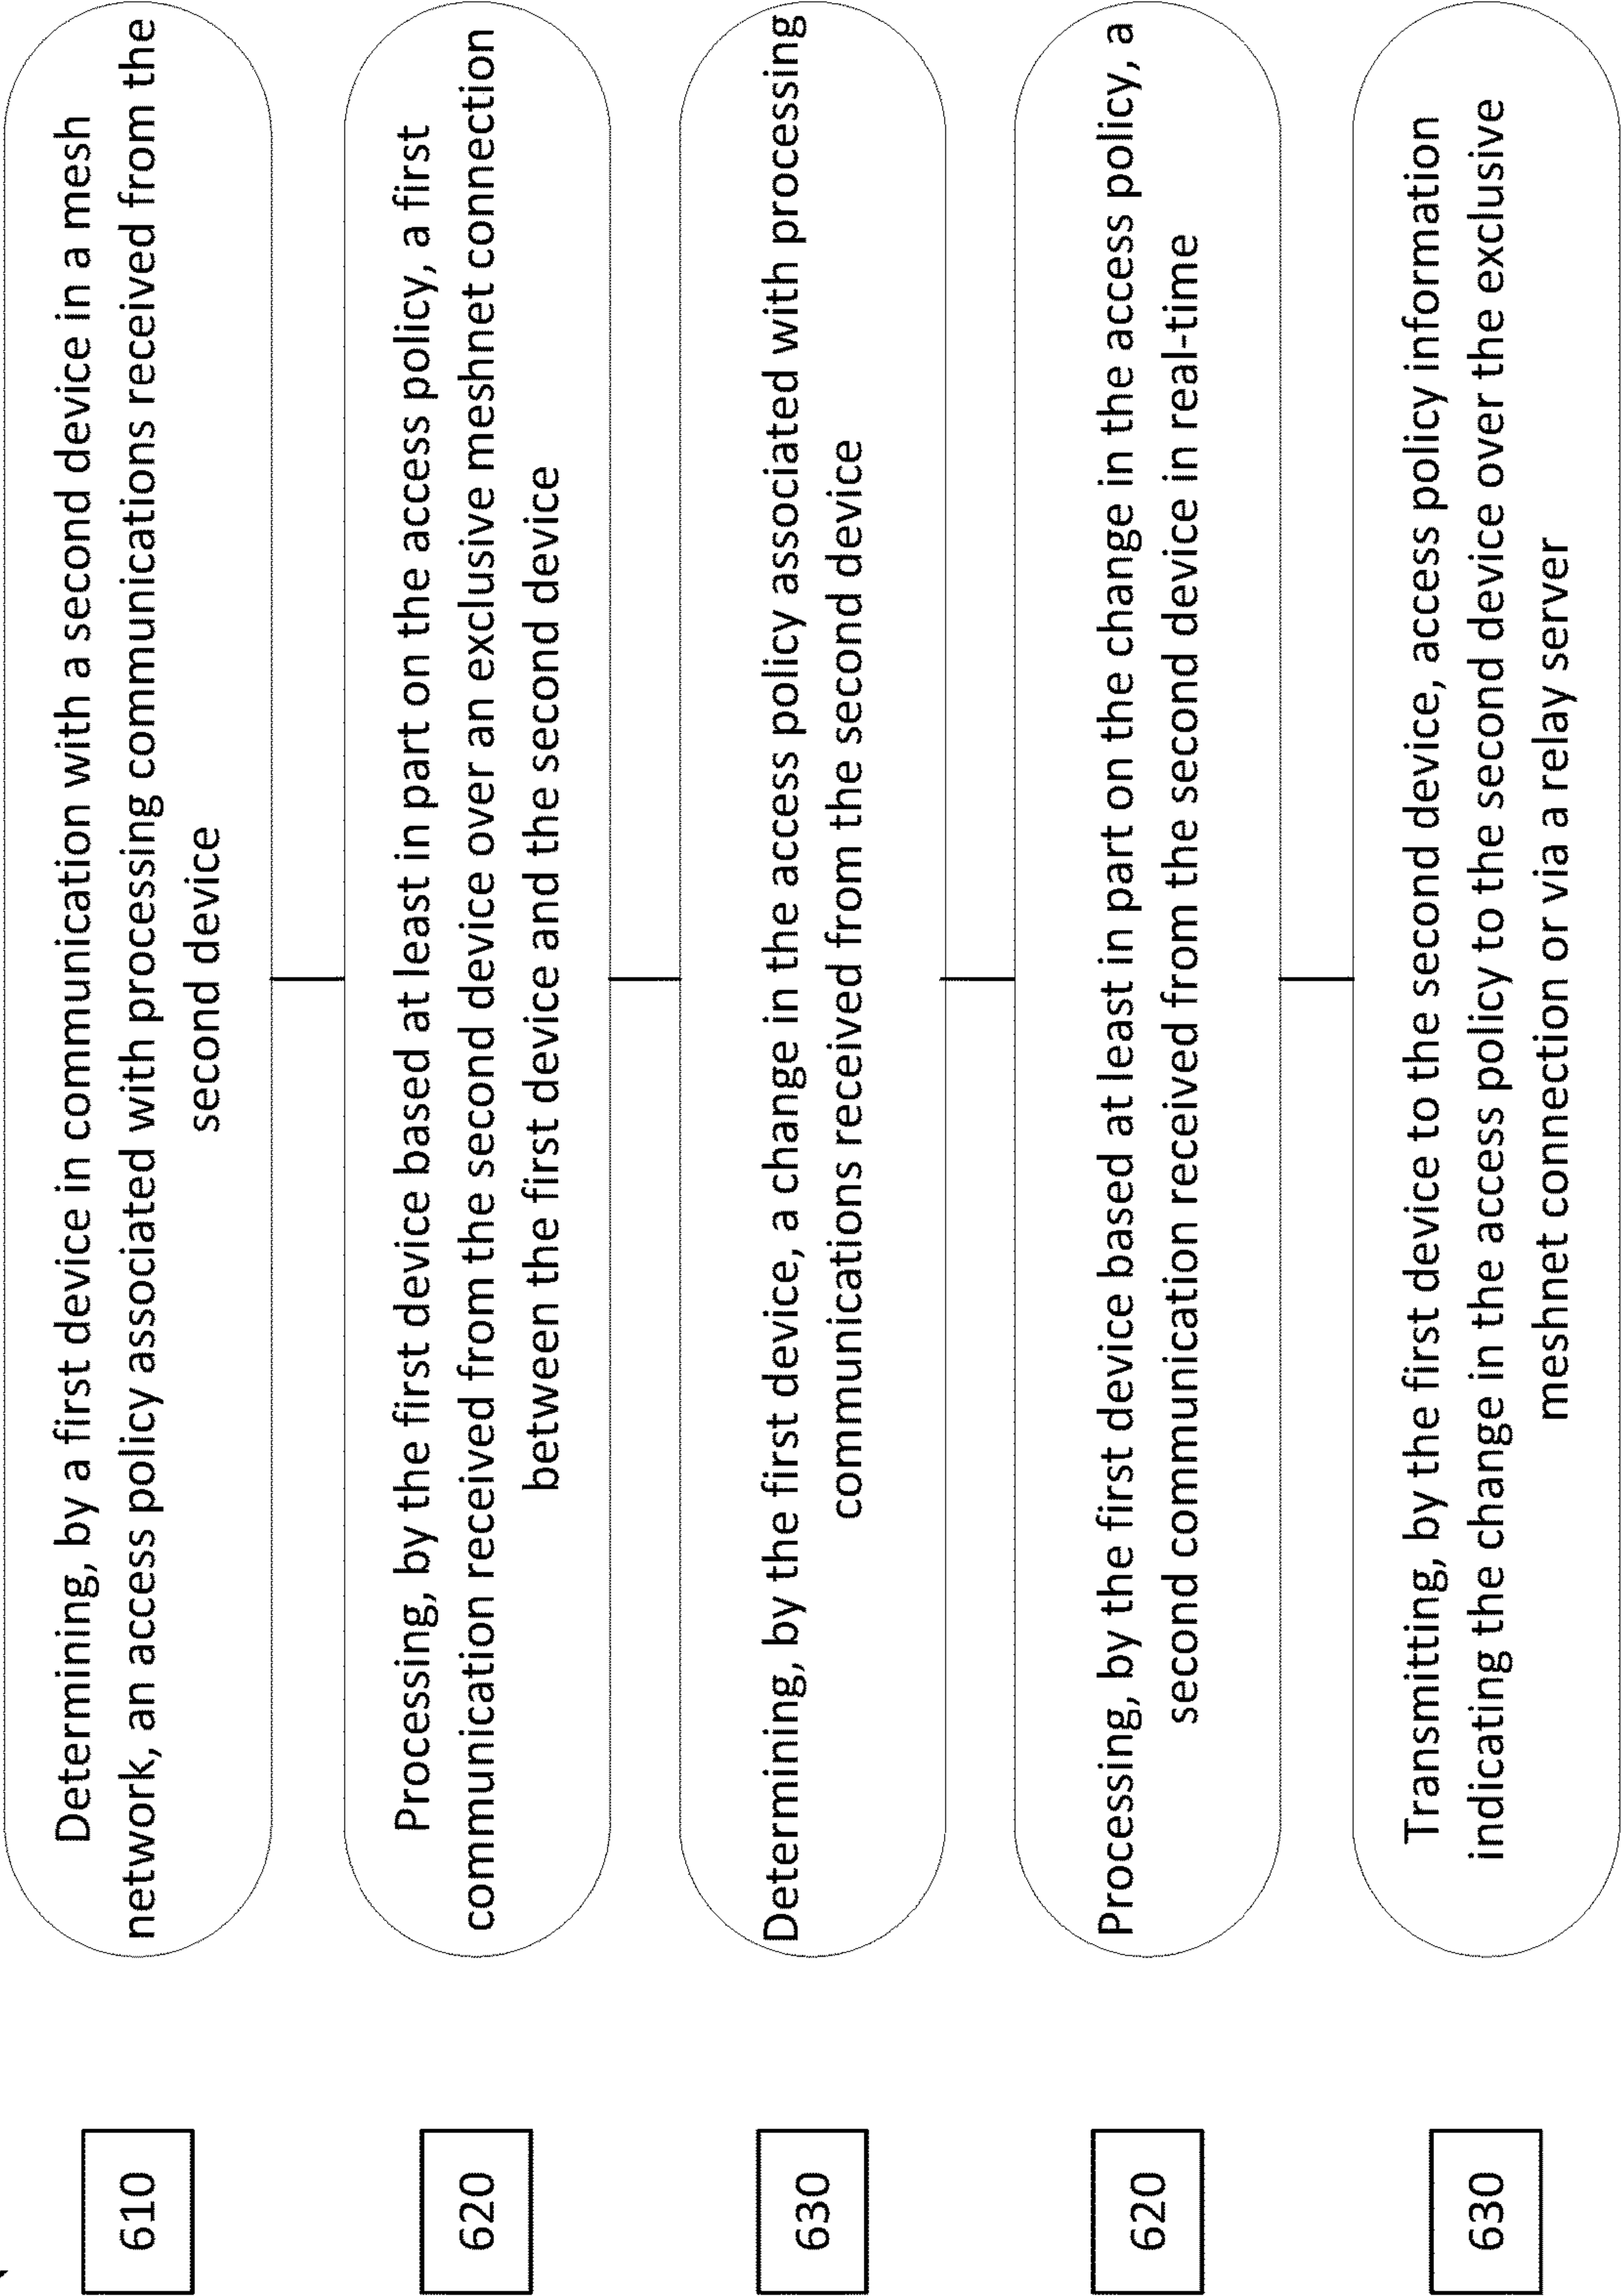 610
Determining, by a first device in communication with a second device in a mesh
network, an access policy associated with processing communications received from the
second device
620
Processing, by the first device based at least in part on the access policy, a first
communication received from the second device over an exclusive meshnet connection
between the first device and the second device
630
Determining, by the first device, a change in the access policy associated with processing
communications received from the second device
620
Processing, by the first device based at least in part on the change in the access policy, a
second communication received from the second device in real-time
630
Transmitting, by the first device to the second device, access policy information
indicating the change in the access policy to the second device over the exclusive
meshnet connection or via a relay server